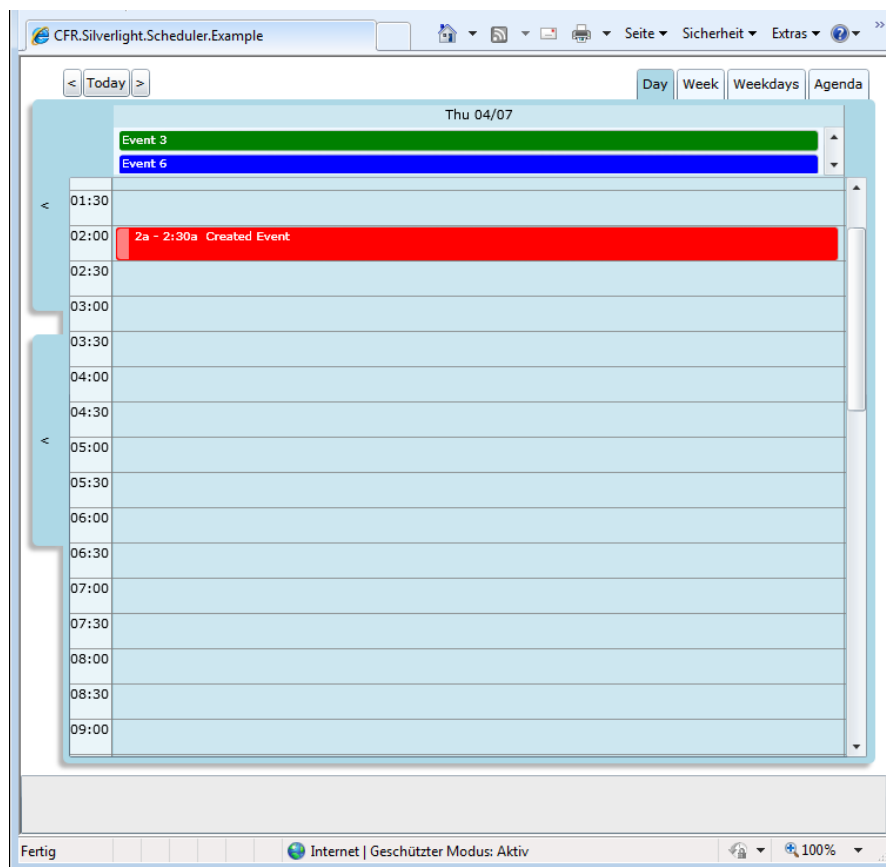 CFR.Silverlight.Scheduler.Example Seite Sicherheit Extras »
< Today > Day Week Weekdays Agenda
Thu 04/07
Event 3
Event 6
<
01:30
02:00 2a - 2:30a Created Event
02:30
03:00
03:30
04:00
04:30
<
05:00
05:30
06:00
06:30
07:00
07:30
08:00
08:30
09:00
Fertig Internet | Geschützter Modus: Aktiv 100%